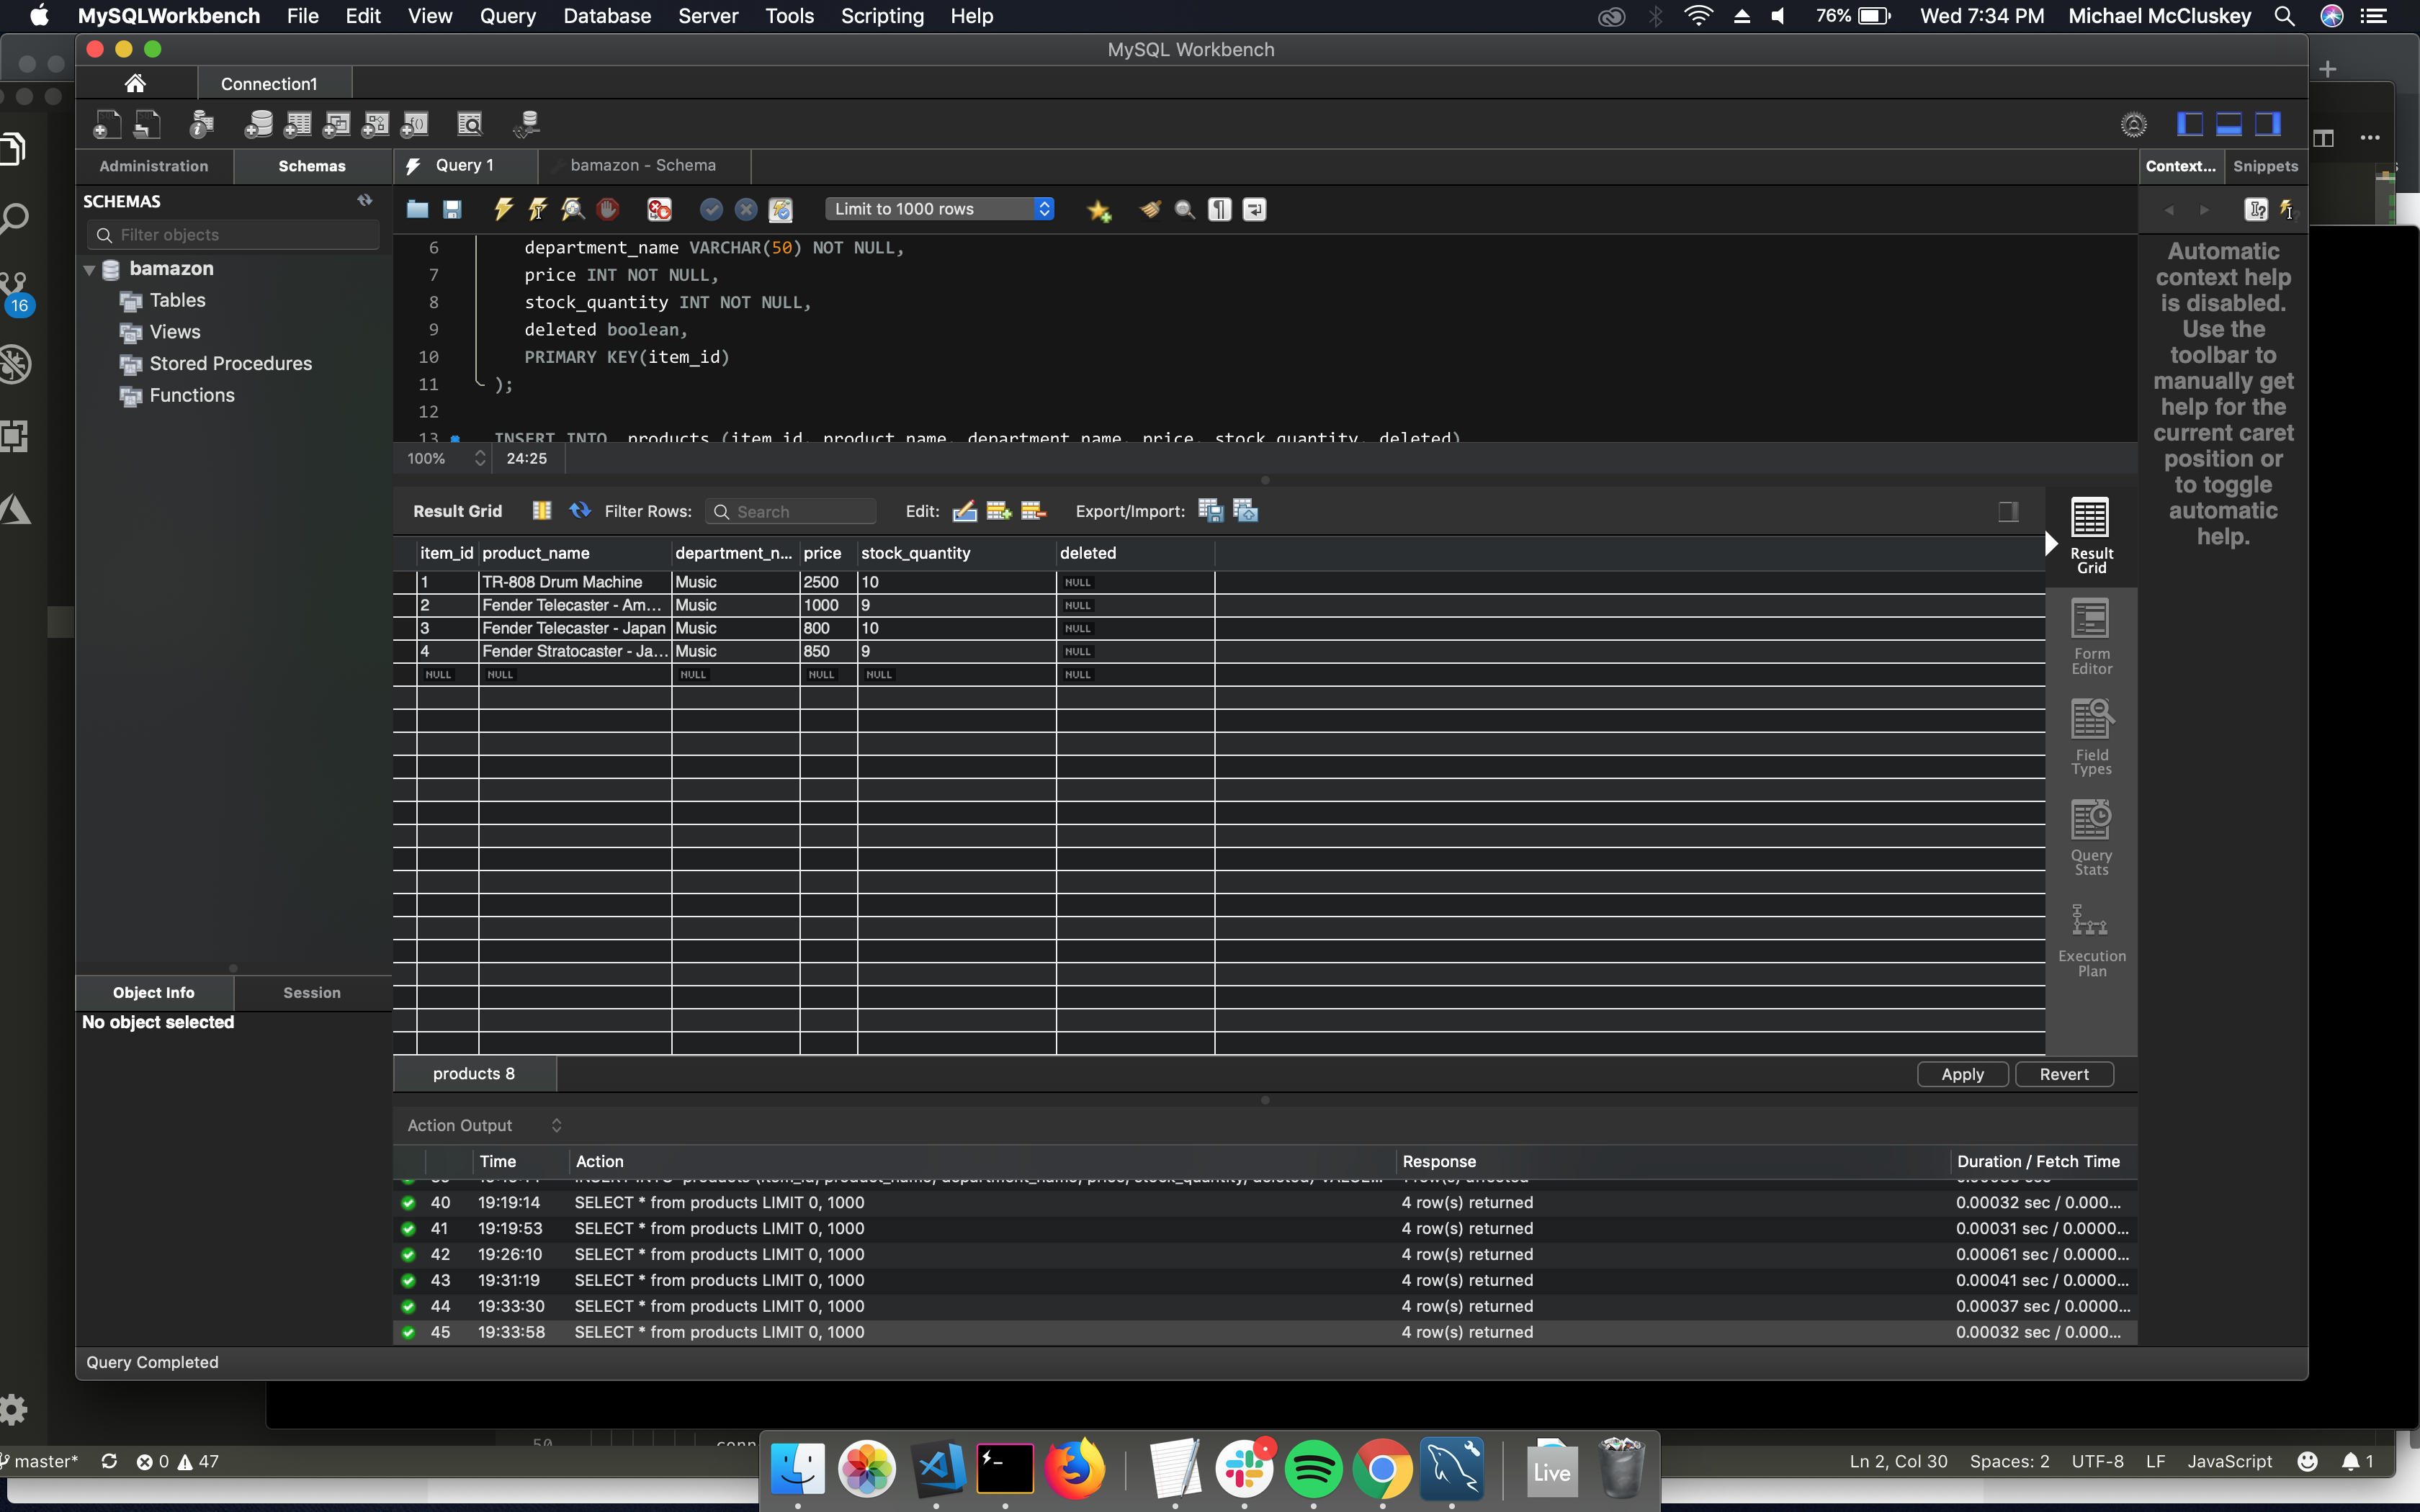 MySQLWorkbench File Edit View Query Database Server Tools Scripting Help 76% Wed 7:34 PM Michael McCluskey
MySQL Workbench
Connection1
Administration Schemas Query 1 bamazon - Schema Context... Snippets
SCHEMAS
Limit to 1000 rows
Filter objects
bamazon
Tables
Views
Stored Procedures
Functions
16
6 department_name VARCHAR(50) NOT NULL,
7 price INT NOT NULL,
8 stock_quantity INT NOT NULL,
9 deleted boolean,
10 PRIMARY KEY(item_id)
11 );
12
13 INSERT INTO products (item_id, product_name, department_name, price, stock_quantity, deleted)
100% 24:25
Automatic
context help
is disabled.
Use the
toolbar to
manually get
help for the
current caret
position or
to toggle
automatic
help.
Result Grid Filter Rows: Search Edit: Export/Import:
item_id product_name department_n... price stock_quantity deleted
1 TR-808 Drum Machine Music 2500 10 NULL
2 Fender Telecaster - Am... Music 1000 9 NULL
3 Fender Telecaster - Japan Music 800 10 NULL
4 Fender Stratocaster - Ja... Music 850 9 NULL
NULL NULL NULL NULL NULL NULL
Result
Grid
Form
Editor
Field
Types
Query
Stats
Execution
Plan
Object Info Session
No object selected
products 8 Apply Revert
Action Output
Time Action Response Duration / Fetch Time
40 19:19:14 SELECT * from products LIMIT 0, 1000 4 row(s) returned 0.00032 sec / 0.000...
41 19:19:53 SELECT * from products LIMIT 0, 1000 4 row(s) returned 0.00031 sec / 0.0000...
42 19:26:10 SELECT * from products LIMIT 0, 1000 4 row(s) returned 0.00061 sec / 0.0000...
43 19:31:19 SELECT * from products LIMIT 0, 1000 4 row(s) returned 0.00041 sec / 0.0000...
44 19:33:30 SELECT * from products LIMIT 0, 1000 4 row(s) returned 0.00037 sec / 0.0000...
45 19:33:58 SELECT * from products LIMIT 0, 1000 4 row(s) returned 0.00032 sec / 0.000...
Query Completed
50
master* 0 47 Live Ln 2, Col 30 Spaces: 2 UTF-8 LF JavaScript 1